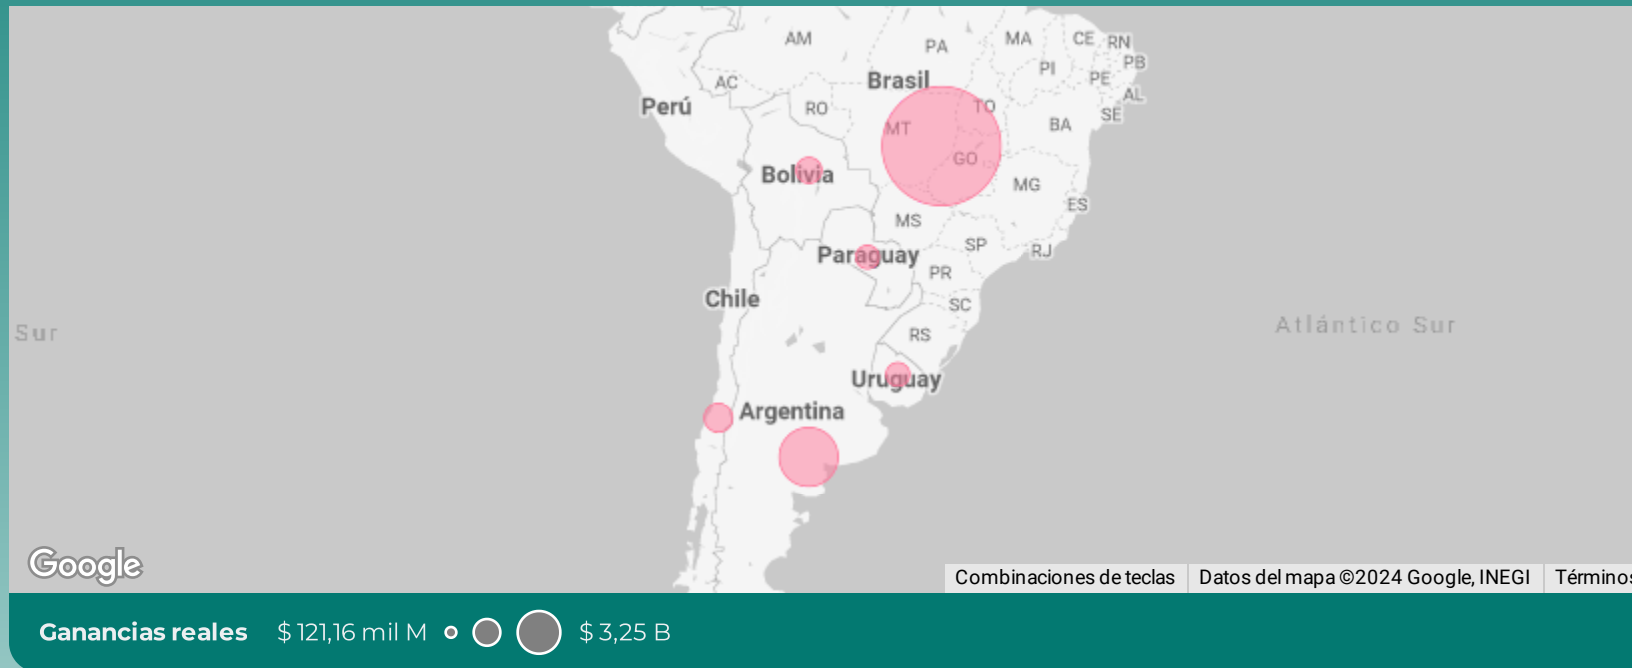 AM
PA
MA
CE
RN
PI
PB
PE
AL
SE
AC
Brasil
Perú
RO
TO
MT
BA
GO
Bolivia
MG
ES
MS
SP
RJ
Paraguay
PR
Chile
SC
RS
Sur
Atlántico Sur
Uruguay
Argentina
Google
Combinaciones de teclas
Datos del mapa ©2024 Google, INEGI
Ganancias reales $ 121,16 mil M $ 3,25 B